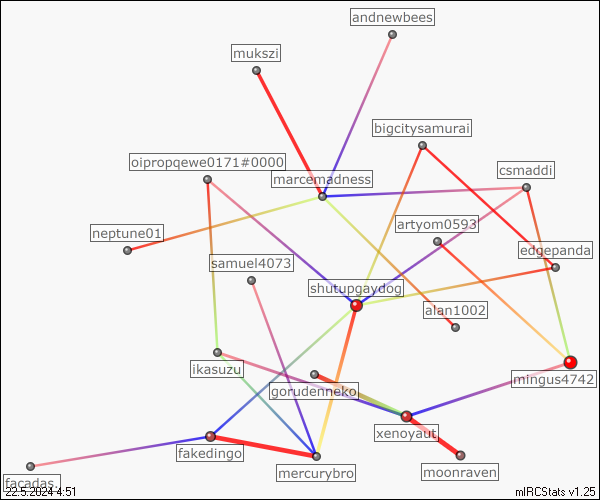 andnewbees
mukszi
bigcitysamurai
oipropqewe0171#0000
csmaddi
marcemadness
artyom0593
neptune01
edgepanda
samuel4073
shutupgaydog
alan1002
ikasuzu
mingus4742
gorudenneko
xenoyaut
fakedingo
mercurybro
moonraven
facadas.
22.5.2024 4:51
mIRCStats v1.25